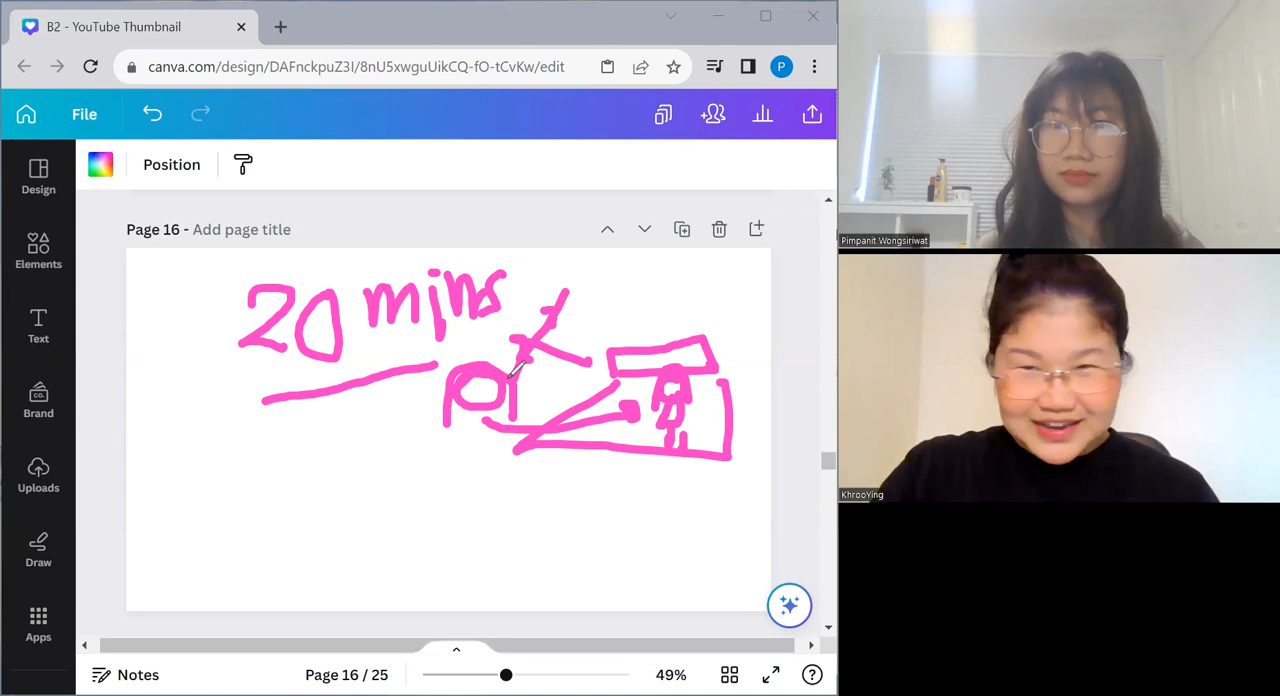 B2 - YouTube Thumbnail
canva.com/design/DAFnckpuZ3I/8nU5xwguUikCQ-fO-tCvKw/edit
P
File
Position
Design
Elements
Text
CO.
Brand
Uploads
Draw
Apps
Page 16 - Add page title
20 mins
Notes
Page 16 / 25
49%
Pimpanit Wongsiriwat
KhrooYing